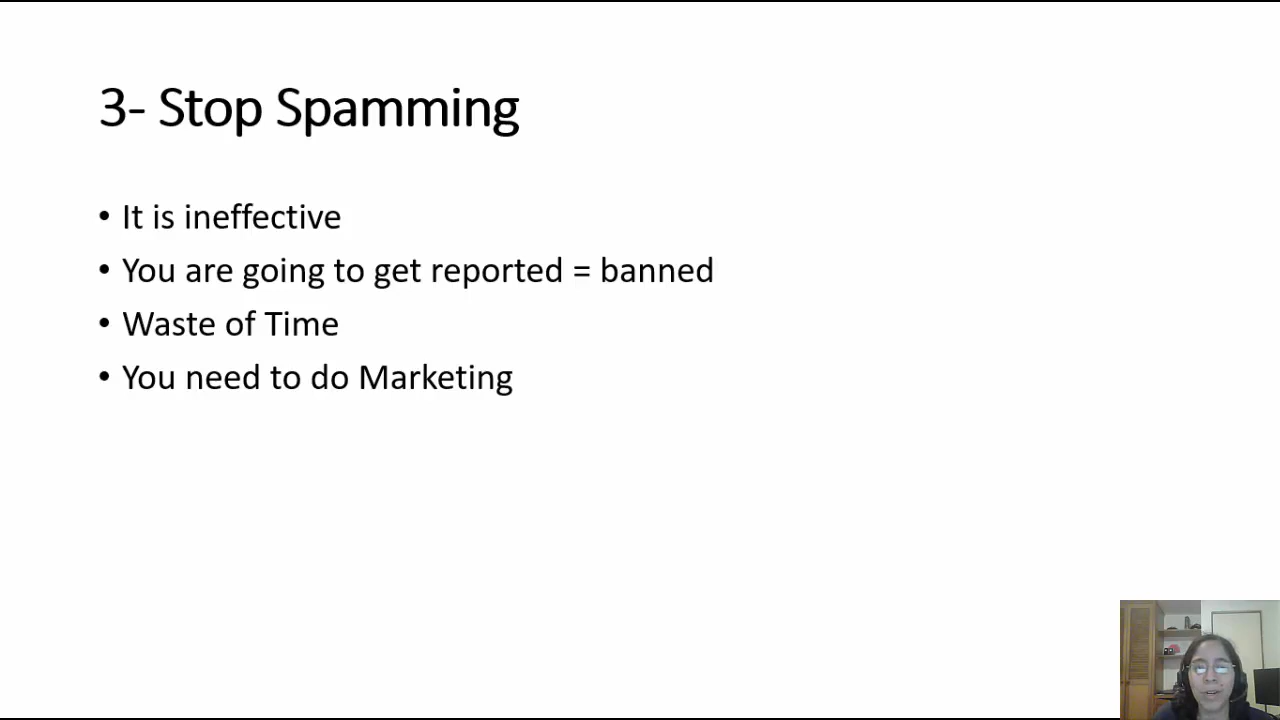 3- Stop Spamming
• It is ineffective
• You are going to get reported = banned
• Waste of Time
• You need to do Marketing